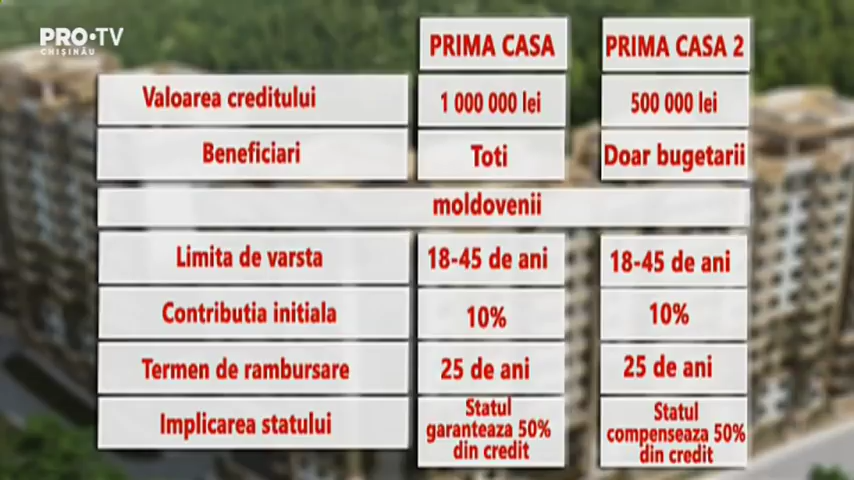 PRO•TV
CHIȘINĂU
PRIMA CASA
PRIMA CASA 2
Valoarea creditului
1 000 000 lei
500 000 lei
Beneficiari
Toti
Doar bugetarii
moldovenii
Limita de varsta
18-45 de ani
18-45 de ani
Contributia initiala
10%
10%
Termen de rambursare
25 de ani
25 de ani
Implicarea statului
Statul
garanteaza 50%
din credit
Statul
compenseaza 50%
din credit